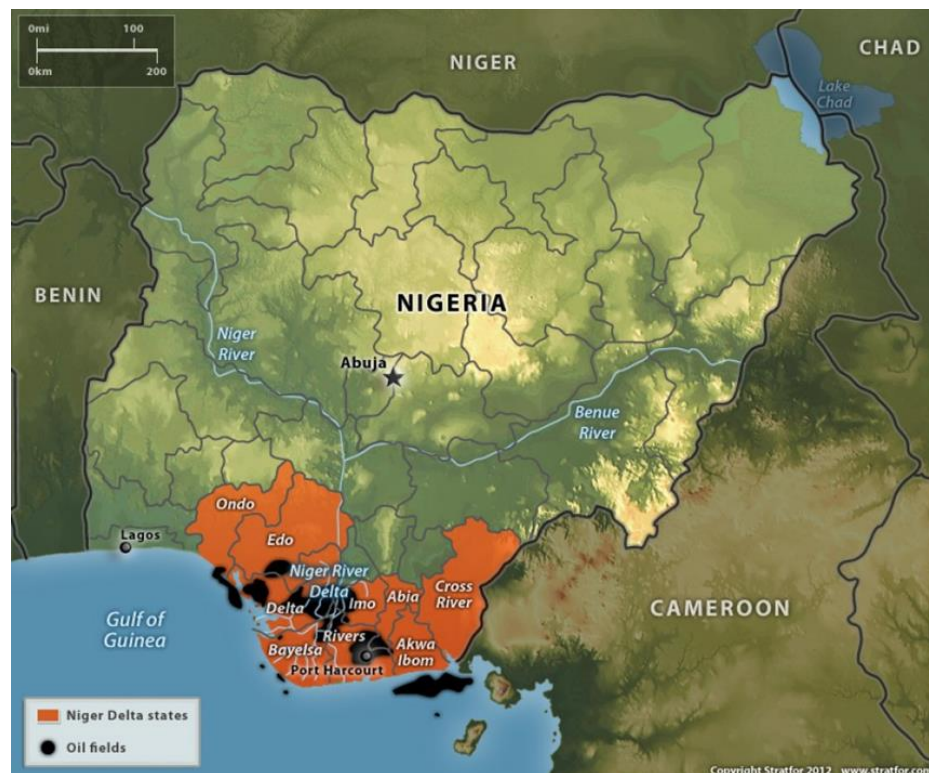 0mi 100
0km 200
NIGER
CHAD
Lake
Chad
BENIN
NIGERIA
Niger
River
Abuja
Benue
River
Ondo
Lagos
Edo
Niger River
Delta
Delta
Imo
Abia
Cross
River
Gulf of
Guinea
CAMEROON
Rivers
Bayelsa
Akwa
Ibom
Port Harcourt
Niger Delta states
Oil fields
Copyright Stratfor 2012 www.stratfor.com